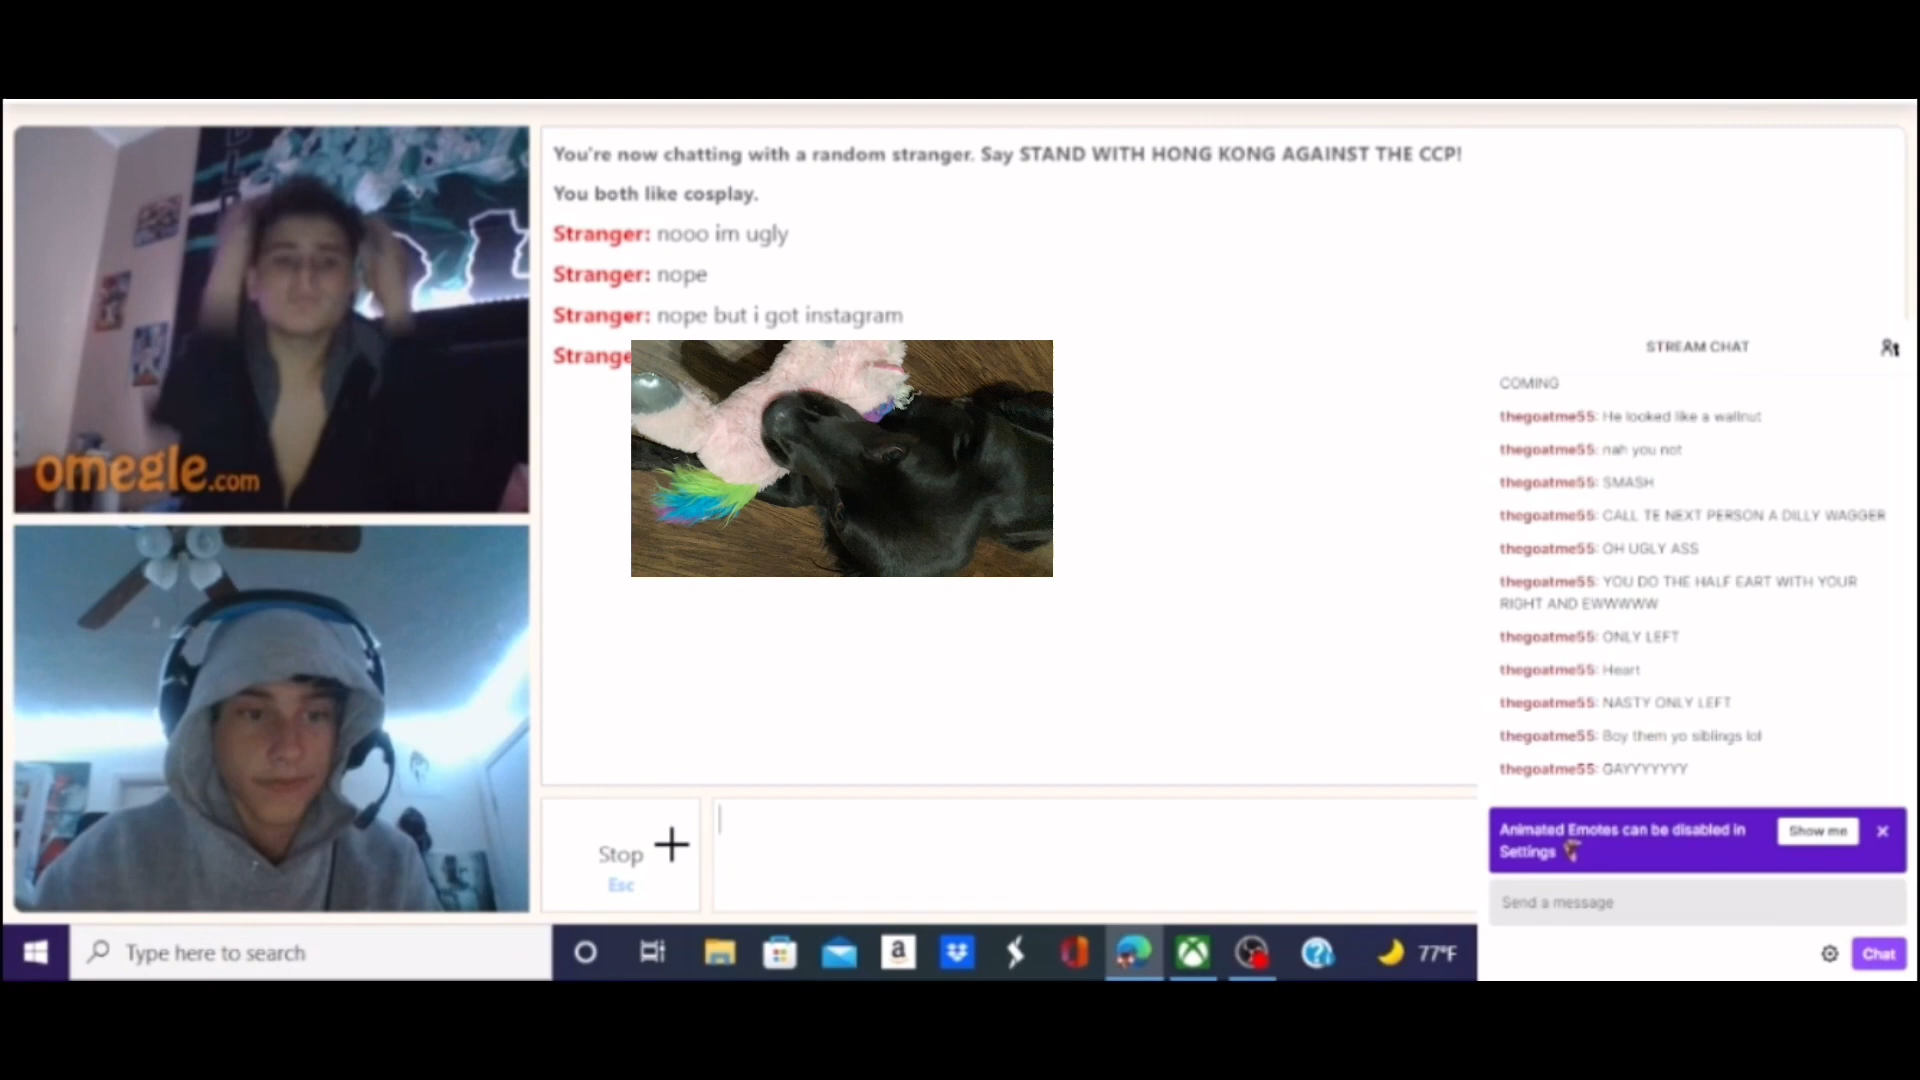 You're now chatting with a random stranger. Say STAND WITH HONG KONG AGAINST THE CCP!
You both like cosplay.
Stranger: nooo im ugly
Stranger: nope
Stranger: nope but i got instagram
Strange
omegle.com
Stop
Esc
STREAM CHAT
COMING
thegoatme55: He looked like a wallnut
thegoatme55: nah you not
thegoatme55: SMASH
thegoatme55: CALL TE NEXT PERSON A DILLY WAGGER
thegoatme55: OH UGLY ASS
thegoatme55: YOU DO THE HALF EART WITH YOUR
RIGHT AND EWWWWW
thegoatme55: ONLY LEFT
thegoatme55: Heart
thegoatme55: NASTY ONLY LEFT
thegoatme55: Boy them yo siblings lol
thegoatme55: GAYYYYYYY
Animated Emotes can be disabled in
Settings
Show me
Send a message
Chat
Type here to search
77°F